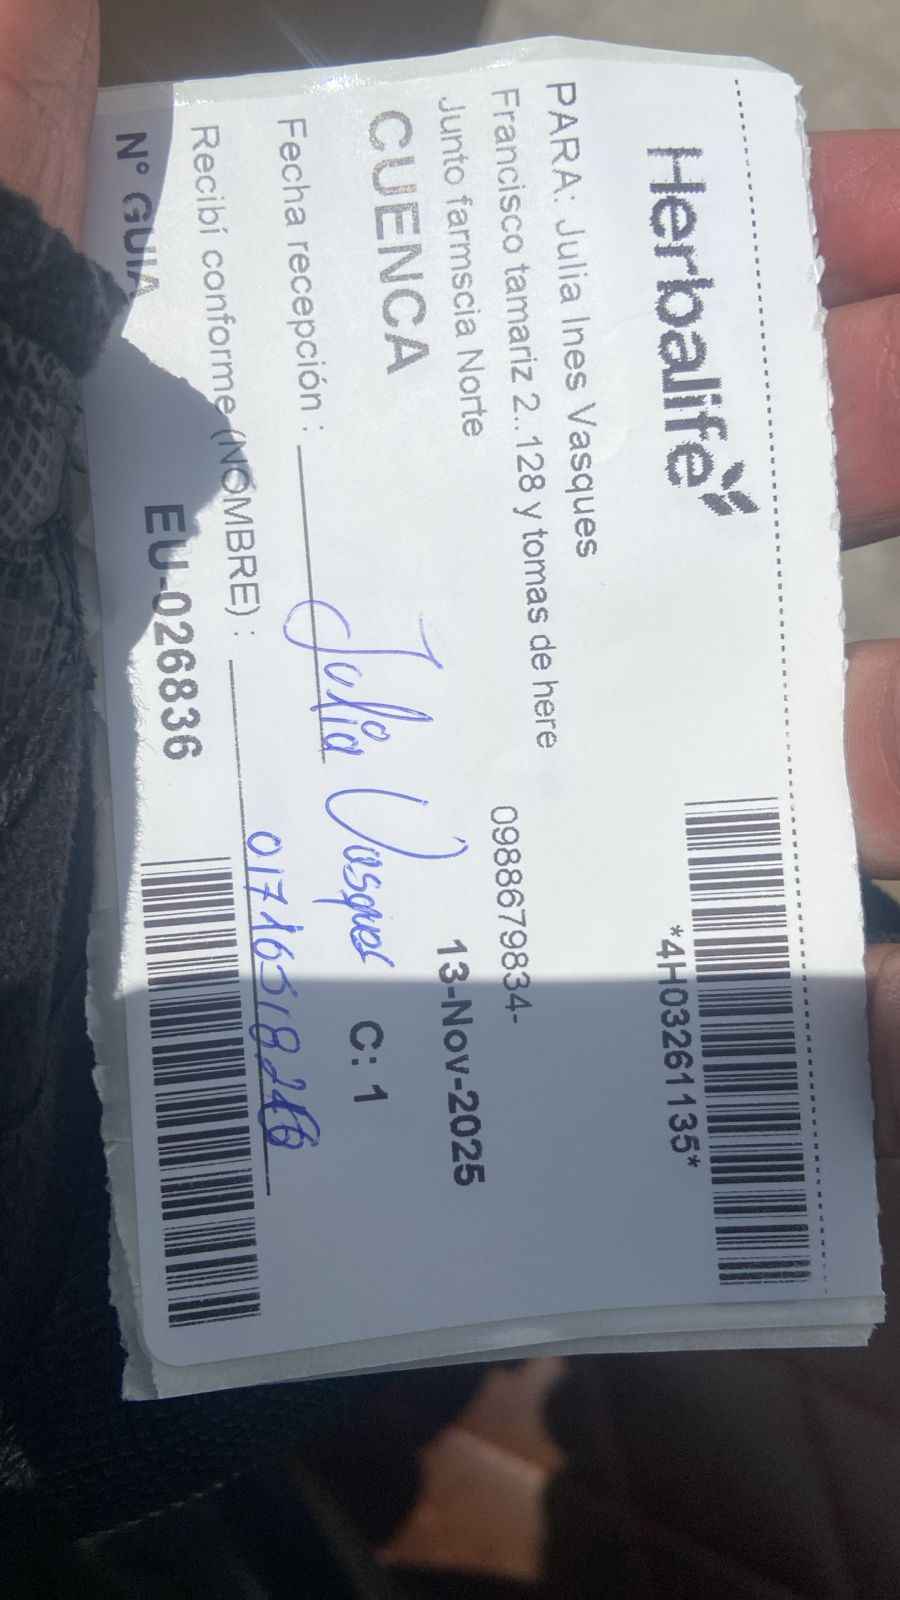 Herbalife
*4H03261135*
PARA: Julia Ines Vasques
Francisco tamariz 2..128 y tomas de here
0988679834-
Junto farmscia Norte
13-Nov-2025
CUENCA
Julia Vasques C: 1
Fecha recepción :
Recibí conforme (NOMBRE) :
N° GUIA EU-026836